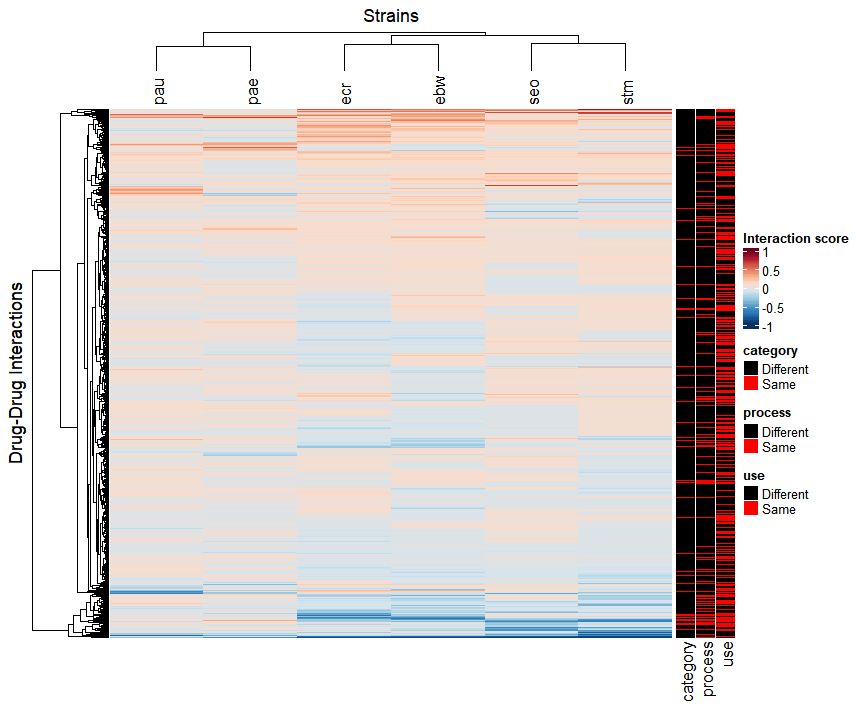 Strains
pau
pae
ecr
ebw
seo
stm
Drug-Drug Interactions
Interaction score
1
0.5
0
-0.5
-1
category
Different
Same
process
Different
Same
use
Different
Same
category
process
use